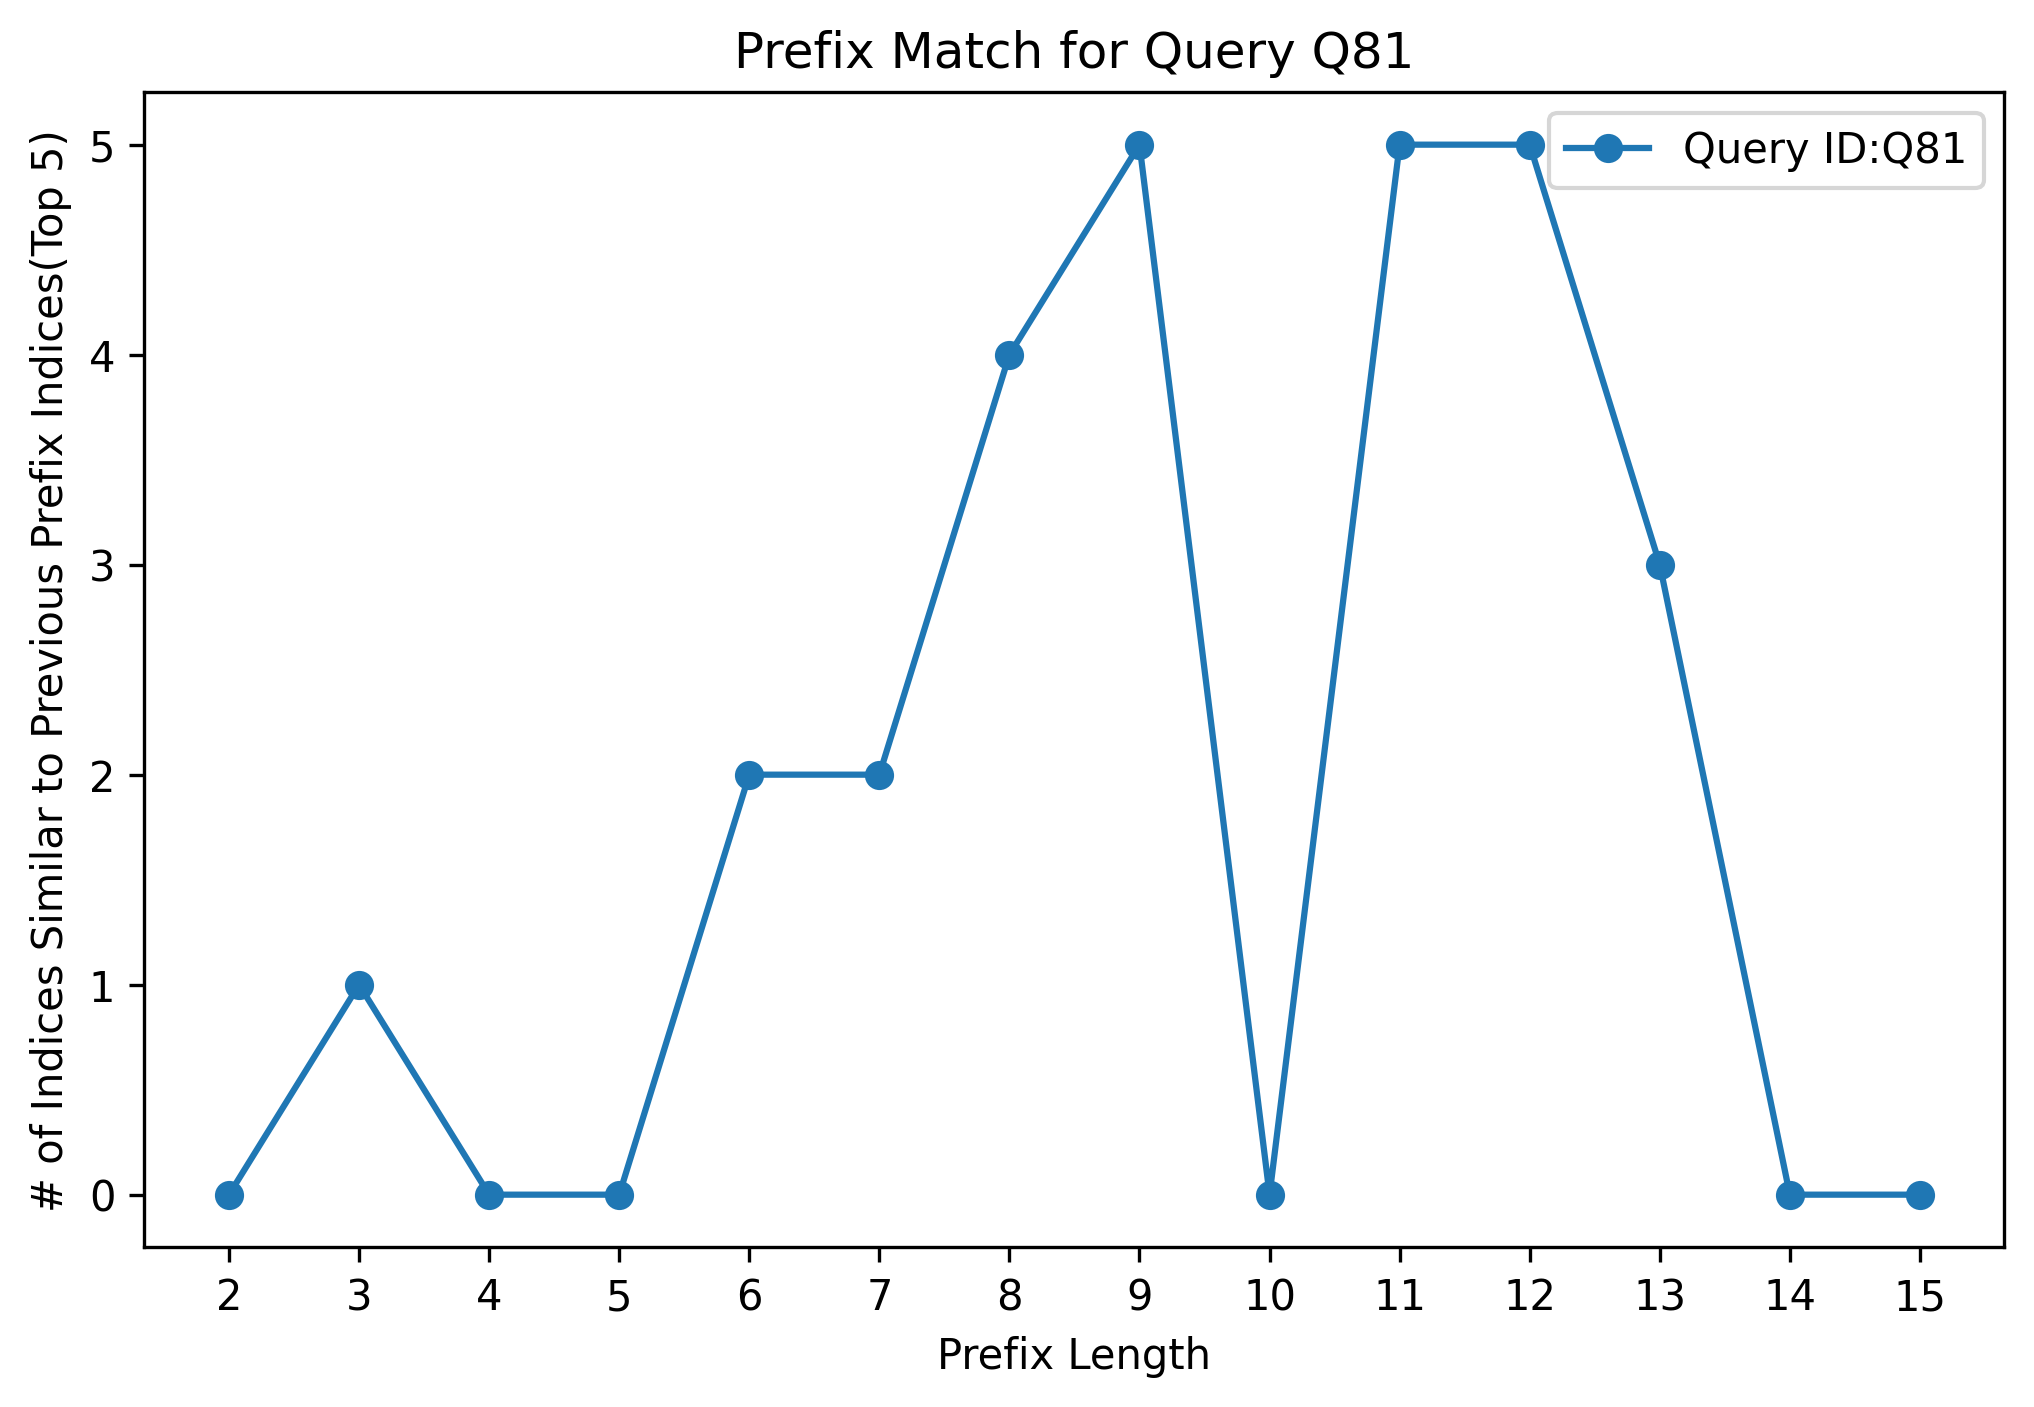 Prefix Match for Query Q81
Query ID:Q81
# of Indices Similar to Previous Prefix Indices(Top 5)
5
4
3
2
1
0
2 3 4 5 6 7 8 9 10 11 12 13 14 15
Prefix Length